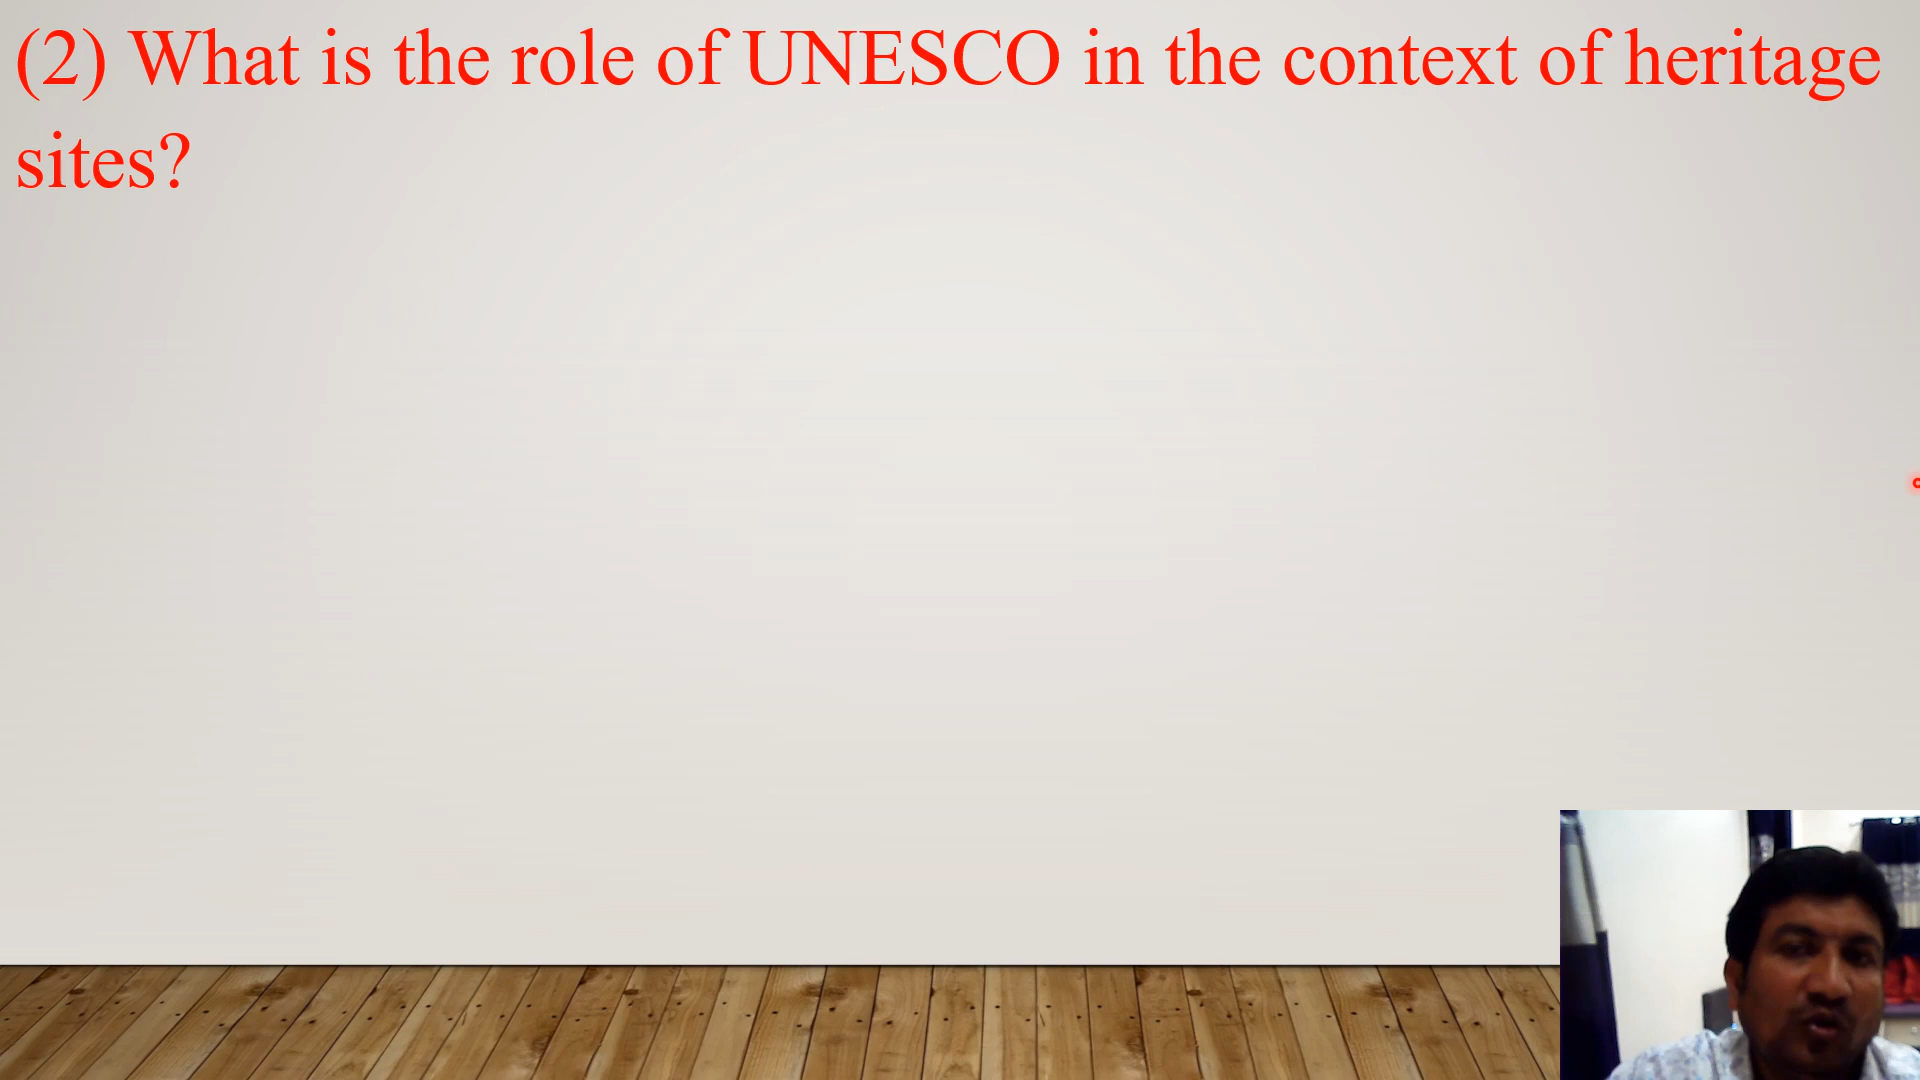 (2) What is the role of UNESCO in the context of heritage
sites?